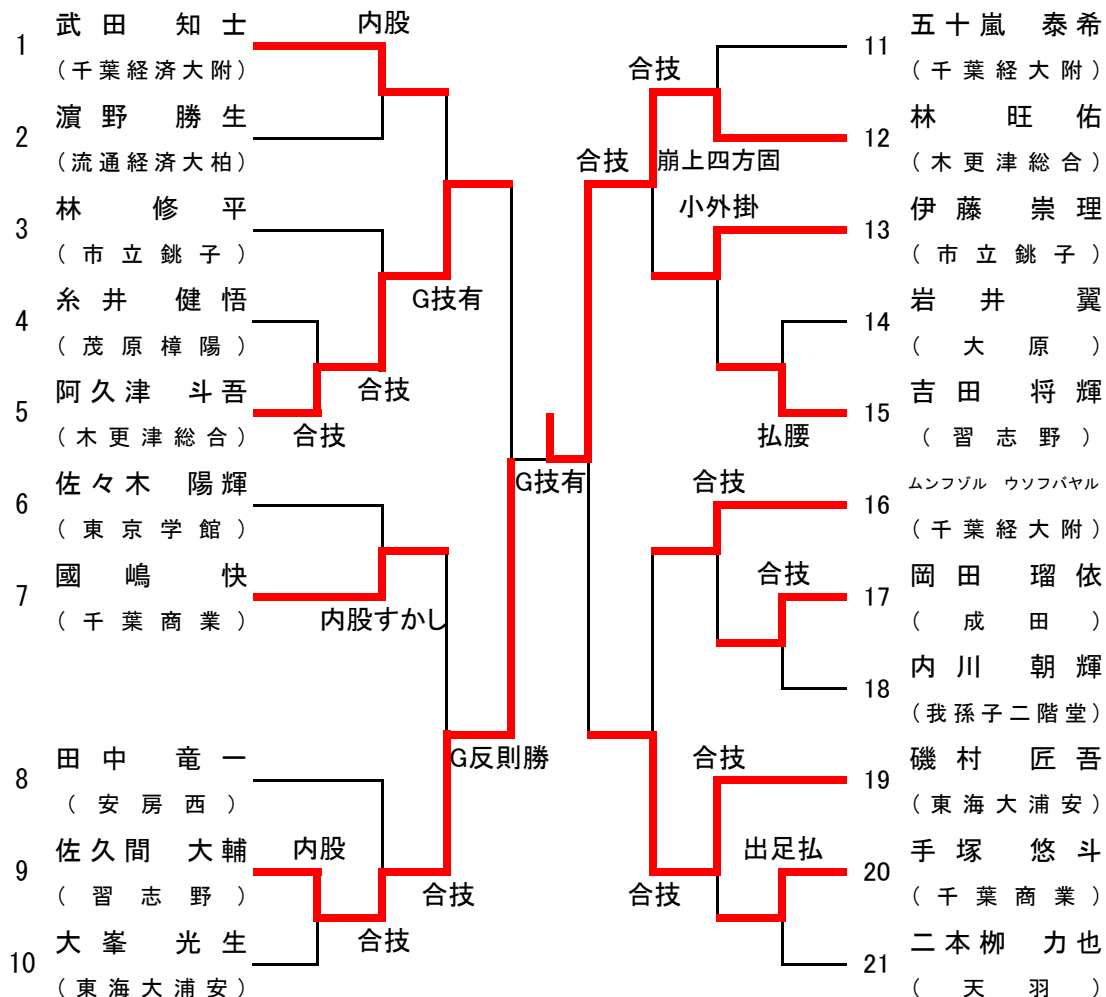 1 武田 知士
(千葉経済大附)
2 濵野 勝生
(流通経済大柏)
3 林 修平
(市立銚子)
4 糸井 健悟
(茂原樟陽)
5 阿久津 斗吾
(木更津総合)
6 佐々木 陽輝
(東京学館)
7 國嶋 快
(千葉商業)
8 田中 竜一
(安房西)
9 佐久間 大輔
(習志野)
10 大峯 光生
(東海大浦安)
内股
G技有
合技
合技
内股すかし
G反則勝
内股
合技
合技
G技有
合技
合技
崩上四方固
小外掛
払腰
合技
合技
合技
出足払
合技
11 五十嵐 泰希
(千葉経大附)
12 林 旺佑
(木更津総合)
13 伊藤 崇理
(市立銚子)
14 岩井 翼
(大原)
15 吉田 将輝
(習志野)
16 ムンフゾル ウソフバヤル
(千葉経大附)
17 岡田 瑠依
(成田)
18 内川 朝輝
(我孫子二階堂)
19 磯村 匠吾
(東海大浦安)
20 手塚 悠斗
(千葉商業)
21 二本栁 力也
(天羽)